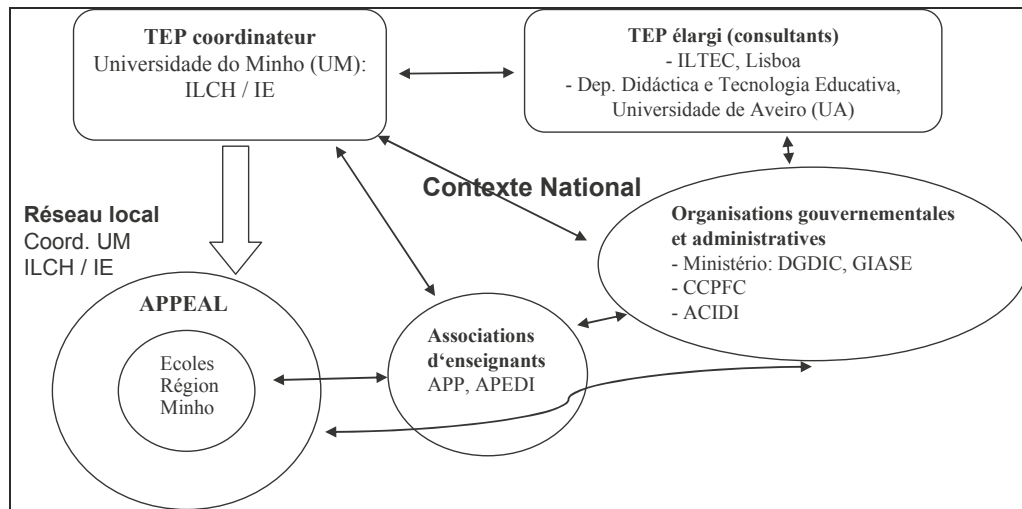 TEP coordinateur
Universidade do Minho (UM):
ILCH / IE
TEP élargi (consultants)
- ILTEC, Lisboa
- Dep. Didáctica e Tecnologia Educativa,
Universidade de Aveiro (UA)
Contexte National
Réseau local
Coord. UM
ILCH / IE
Organisations gouvernementales
et administratives
- Ministério: DGDIC, GIASE
- CCPFC
- ACIDI
APPEAL
Ecoles
Région
Minho
Associations
d‘enseignants
APP, APEDI